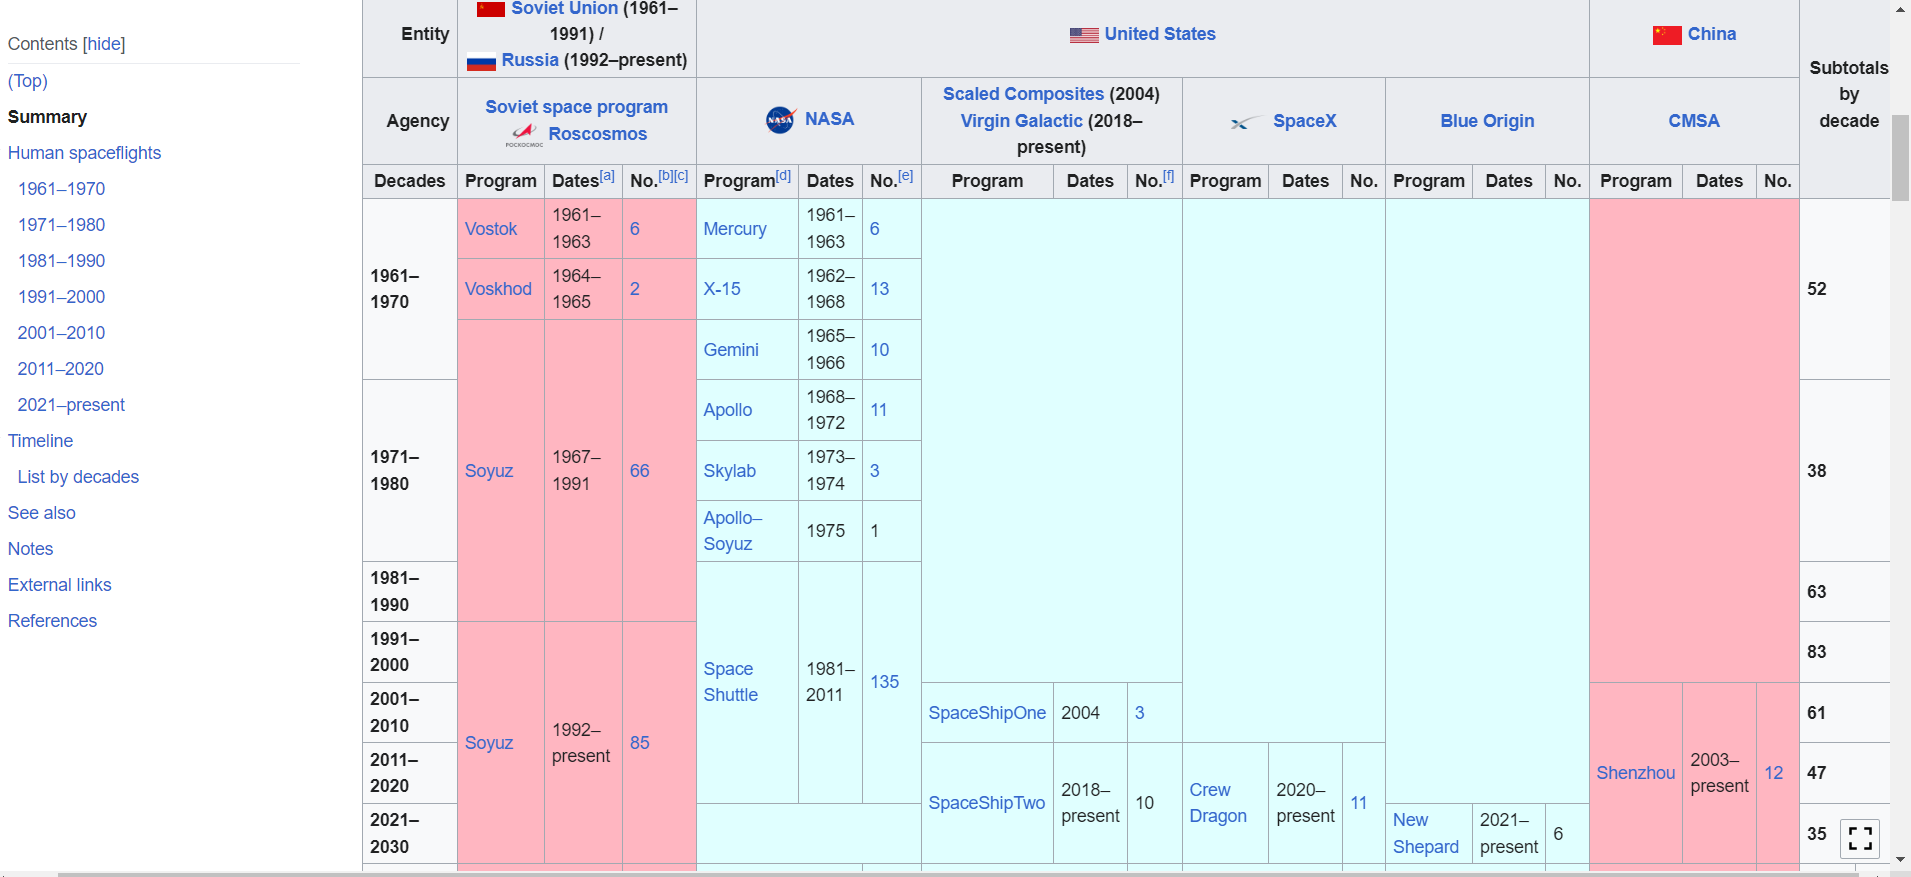 Contents [hide]
(Top)
Summary
Human spaceflights
1961–1970
1971–1980
1981–1990
1991–2000
2001–2010
2011–2020
2021–present
Timeline
List by decades
See also
Notes
External links
References
Entity
Soviet Union (1961–
1991) /
Russia (1992–present)
United States
China
Subtotals
by
decade
Agency
Soviet space program
РОСКОСМОС Roscosmos
NASA NASA
Scaled Composites (2004)
Virgin Galactic (2018–
present)
SpaceX
Blue Origin
CMSA
Decades Program Dates[a] No.[b][c] Program[d] Dates No.[e] Program Dates No.[f] Program Dates No. Program Dates No. Program Dates No.
1961–
1970
Vostok
1961–
1963
6
Mercury
1961–
1963
6
52
Voskhod
1964–
1965
2
X-15
1962–
1968
13
Soyuz
1967–
1991
66
Gemini
1965–
1966
10
1971–
1980
Apollo
1968–
1972
11
38
Skylab
1973–
1974
3
Apollo–
Soyuz
1975
1
1981–
1990
Space
Shuttle
1981–
2011
135
63
1991–
2000
Soyuz
1992–
present
85
83
2001–
2010
SpaceShipOne
2004
3
Shenzhou
2003–
present
12
61
2011–
2020
SpaceShipTwo
2018–
present
10
Crew
Dragon
2020–
present
11
47
2021–
2030
New
Shepard
2021–
present
6
35